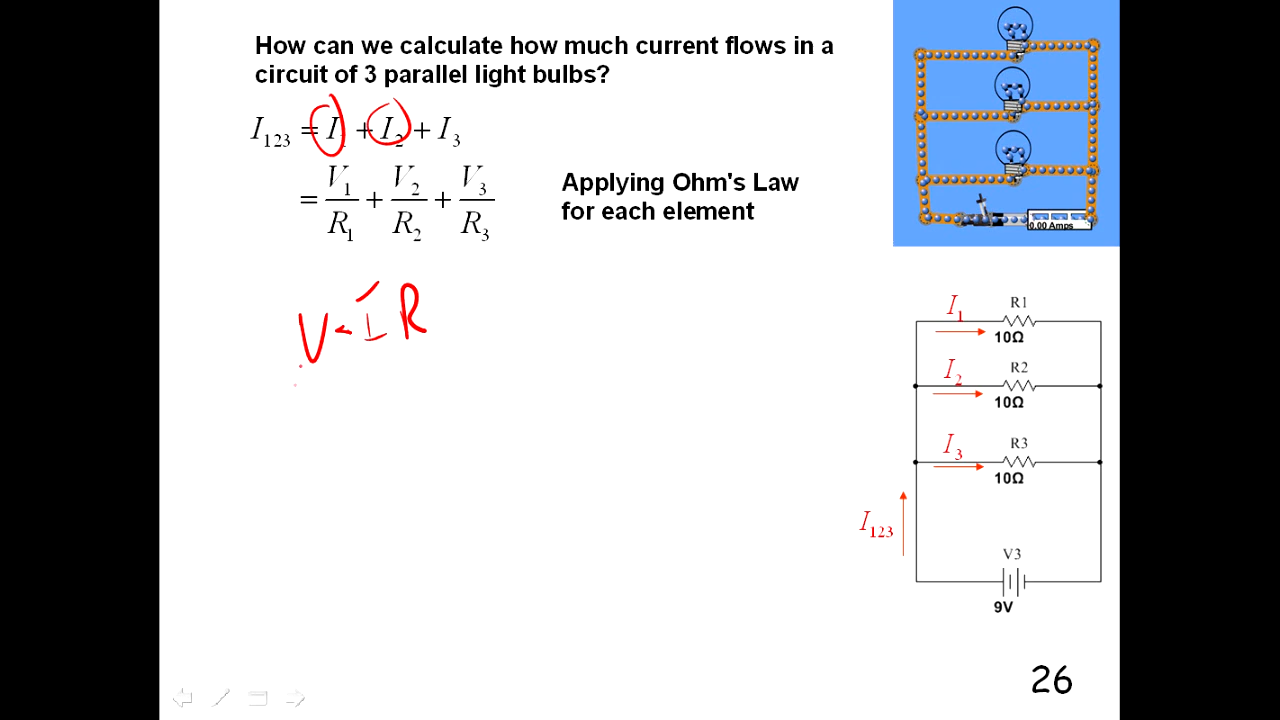 How can we calculate how much current flows in a
circuit of 3 parallel light bulbs?
I₁₂₃ = I₁ + I₂ + I₃
= V₁/R₁ + V₂/R₂ + V₃/R₃
Applying Ohm's Law
for each element
V = I R
0.00 Amps
I₁
R1
10Ω
I₂
R2
10Ω
I₃
R3
10Ω
I₁₂₃
V3
9V
26